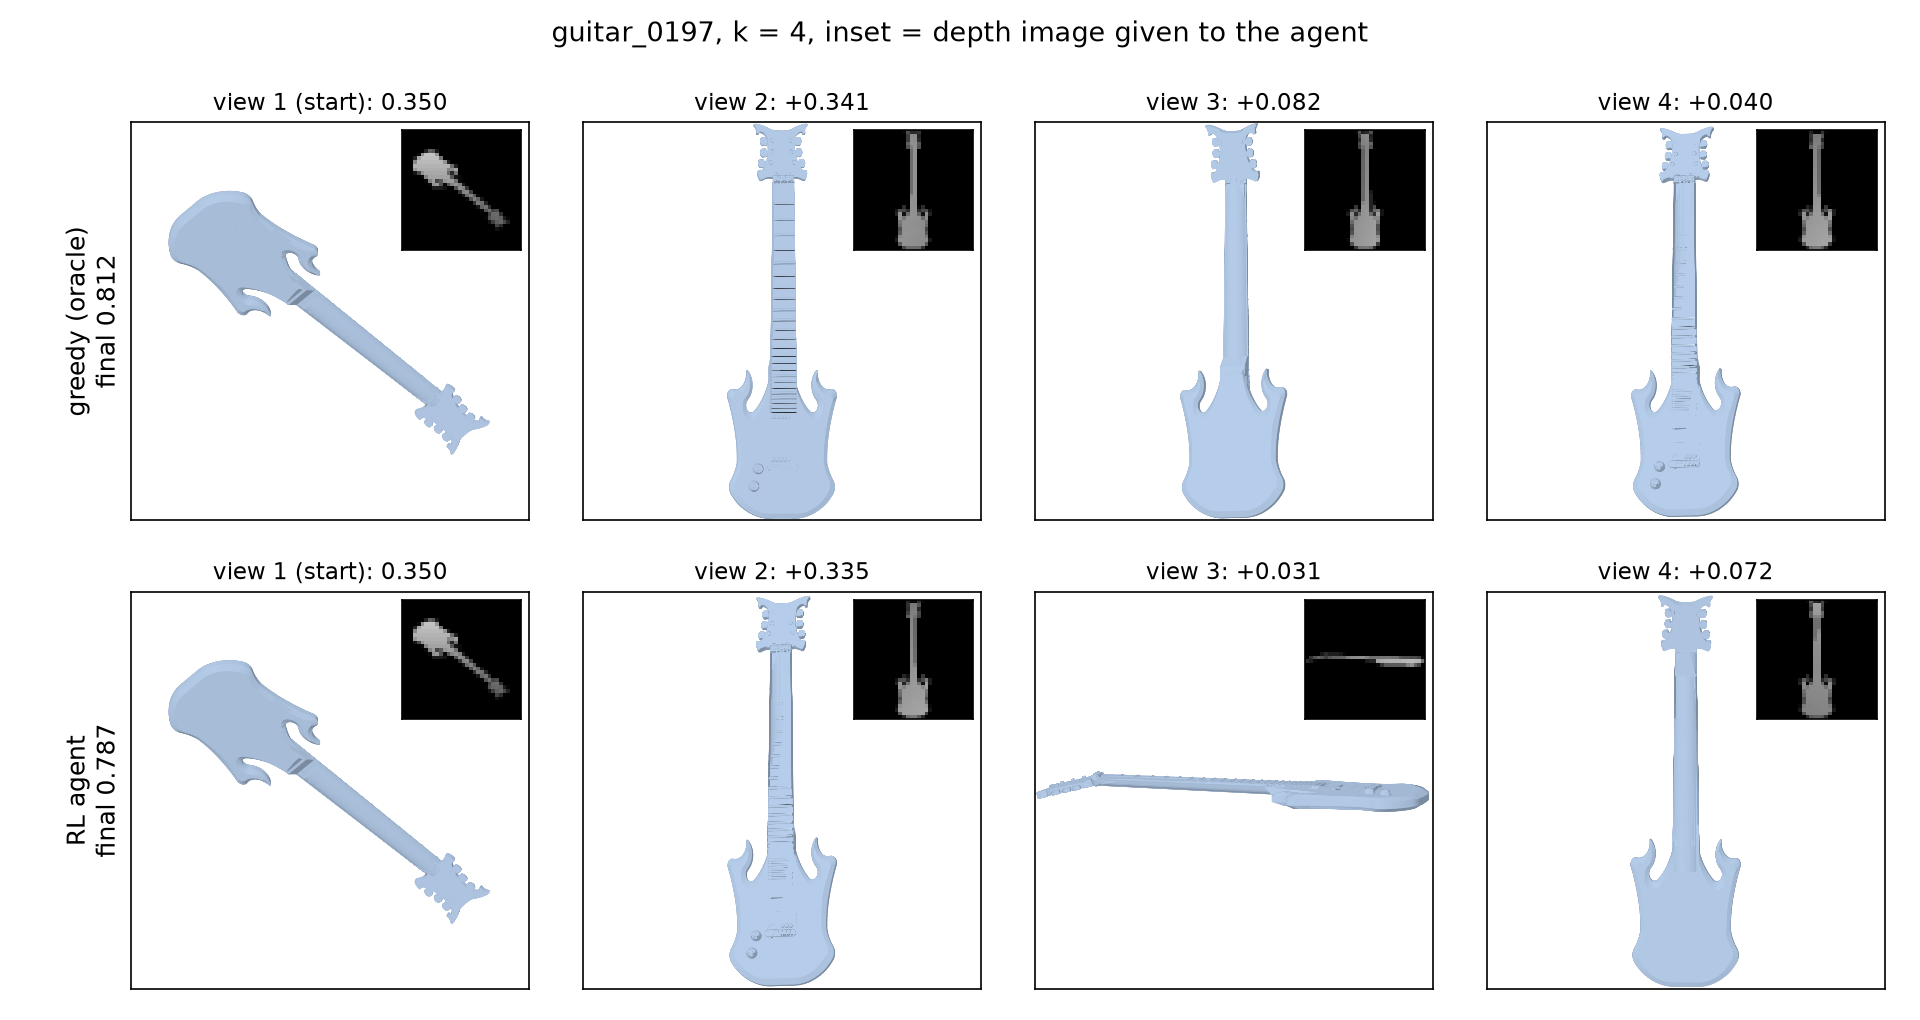 guitar_0197, k = 4, inset = depth image given to the agent
view 1 (start): 0.350
view 2: +0.341
view 3: +0.082
view 4: +0.040
greedy (oracle)
final 0.812
view 1 (start): 0.350
view 2: +0.335
view 3: +0.031
view 4: +0.072
RL agent
final 0.787